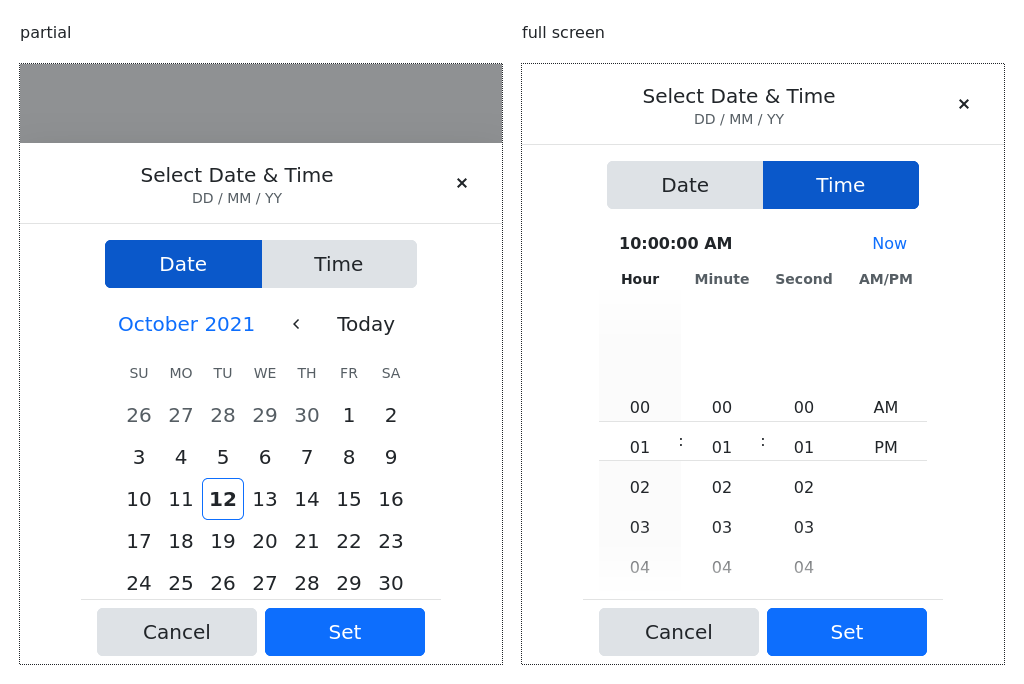 partial
Select Date & Time
DD / MM / YY
×
Date Time
October 2021 Today
SU MO TU WE TH FR SA
26 27 28 29 30 1 2
3 4 5 6 7 8 9
10 11 12 13 14 15 16
17 18 19 20 21 22 23
24 25 26 27 28 29 30
Cancel Set
full screen
Select Date & Time
DD / MM / YY
×
Date Time
10:00:00 AM Now
Hour Minute Second AM/PM
00 00 00 AM
01 : 01 : 01 PM
02 02 02
03 03 03
04 04 04
Cancel Set